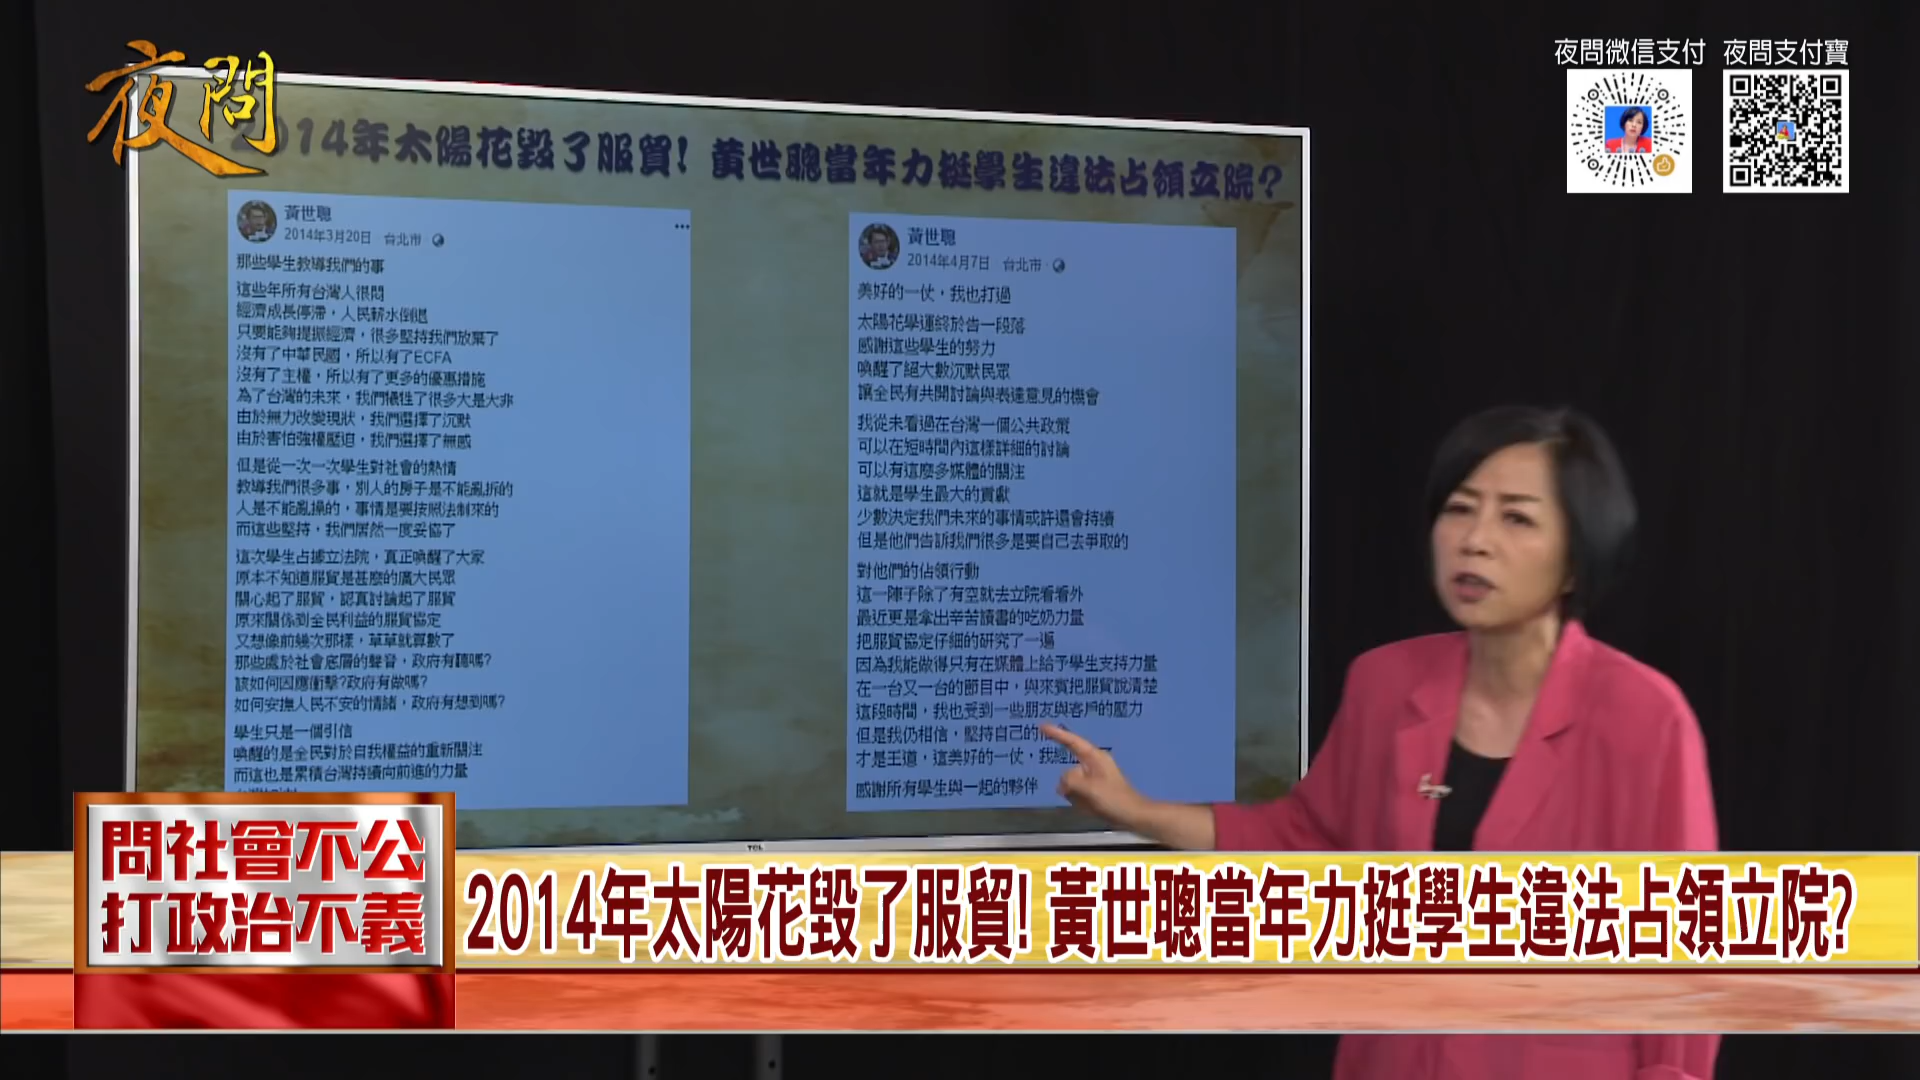 夜問
夜問微信支付
夜問支付寶
2014年太陽花毀了服貿! 黃世聰當年力挺學生違法占領立院?
黃世聰
2014年3月20日 台北市
那些學生教導我們的事
這些年所有台灣人很悶
經濟成長停滯，人民薪水倒退
只要能夠提振經濟，很多堅持我們放棄了
沒有了中華民國，所以有了ECFA
沒有了主權，所以有了更多的優惠措施
為了台灣的未來，我們犧牲了很多大是大非
由於無力改變現狀，我們選擇了沉默
由於害怕強權壓迫，我們選擇了無感
但是從一次一次學生對社會的熱情
教導我們很多事，別人的房子是不能亂拆的
人是不能亂操的，事情是要按照法制來的
而這些堅持，我們居然一度妥協了
這次學生占據立法院，真正喚醒了大家
原本不知道服貿是甚麼的廣大民眾
關心起了服貿，認真討論起了服貿
原來關係到全民利益的服貿協定
又想像前幾次那樣，草草就算數了
那些處於社會底層的聲音，政府有聽嗎?
該如何因應衝擊?政府有做嗎?
如何安撫人民不安的情緒，政府有想到嗎?
學生只是一個引信
喚醒的是全民對於自我權益的重新關注
而這也是累積台灣持續向前進的力量
黃世聰
2014年4月7日 台北市
美好的一仗，我也打過
太陽花學運終於告一段落
感謝這些學生的努力
喚醒了絕大數沉默民眾
讓全民有共開討論與表達意見的機會
我從未看過在台灣一個公共政策
可以在短時間內這樣詳細的討論
可以有這麼多媒體的關注
這就是學生最大的貢獻
少數決定我們未來的事情或許還會持續
但是他們告訴我們很多是要自己去爭取的
對他們的佔領行動
這一陣子除了有空就去立院看看外
最近更是拿出辛苦讀書的吃奶力量
把服貿協定仔細的研究了一遍
因為我能做得只有在媒體上給予學生支持力量
在一台又一台的節目中，與來賓把服貿說清楚
這段時間，我也受到一些朋友與客戶的壓力
但是我仍相信，堅持自己的
才是王道，這美好的一仗，我經
感謝所有學生與一起的夥伴
TCL
問社會不公
打政治不義
2014年太陽花毀了服貿! 黃世聰當年力挺學生違法占領立院?